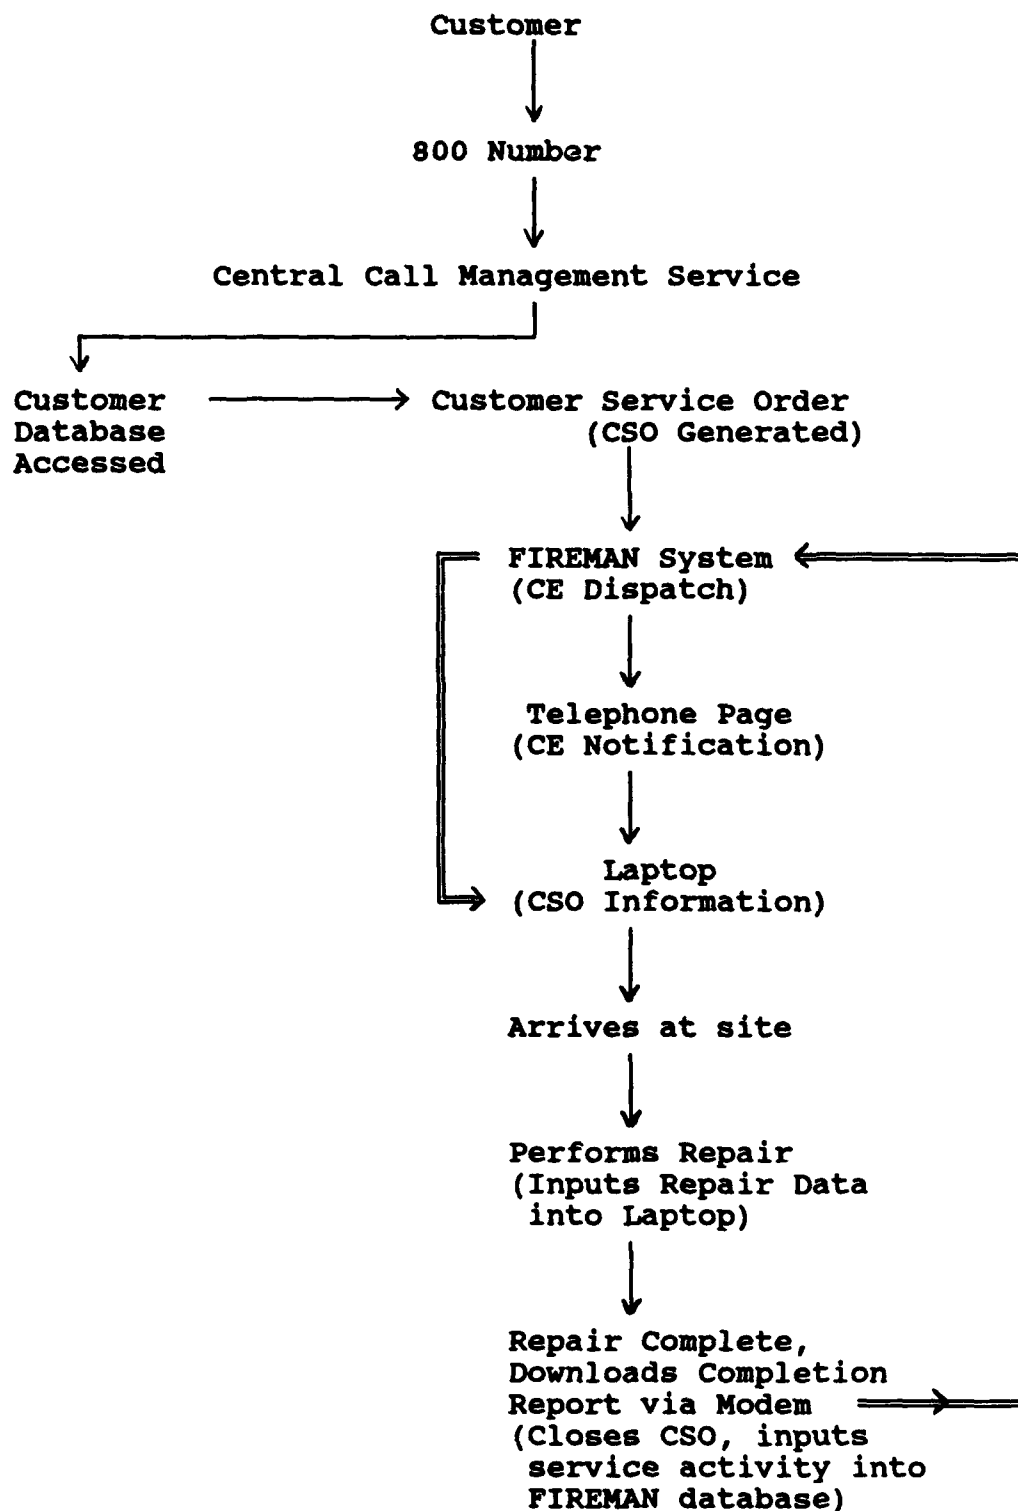 Customer
800 Number
Central Call Management Service
Customer
Database
Accessed
Customer Service Order
(CSO Generated)
FIREMAN System
(CE Dispatch)
Telephone Page
(CE Notification)
Laptop
(CSO Information)
Arrives at site
Performs Repair
(Inputs Repair Data
into Laptop)
Repair Complete,
Downloads Completion
Report via Modem
(Closes CSO, inputs
service activity into
FIREMAN database)